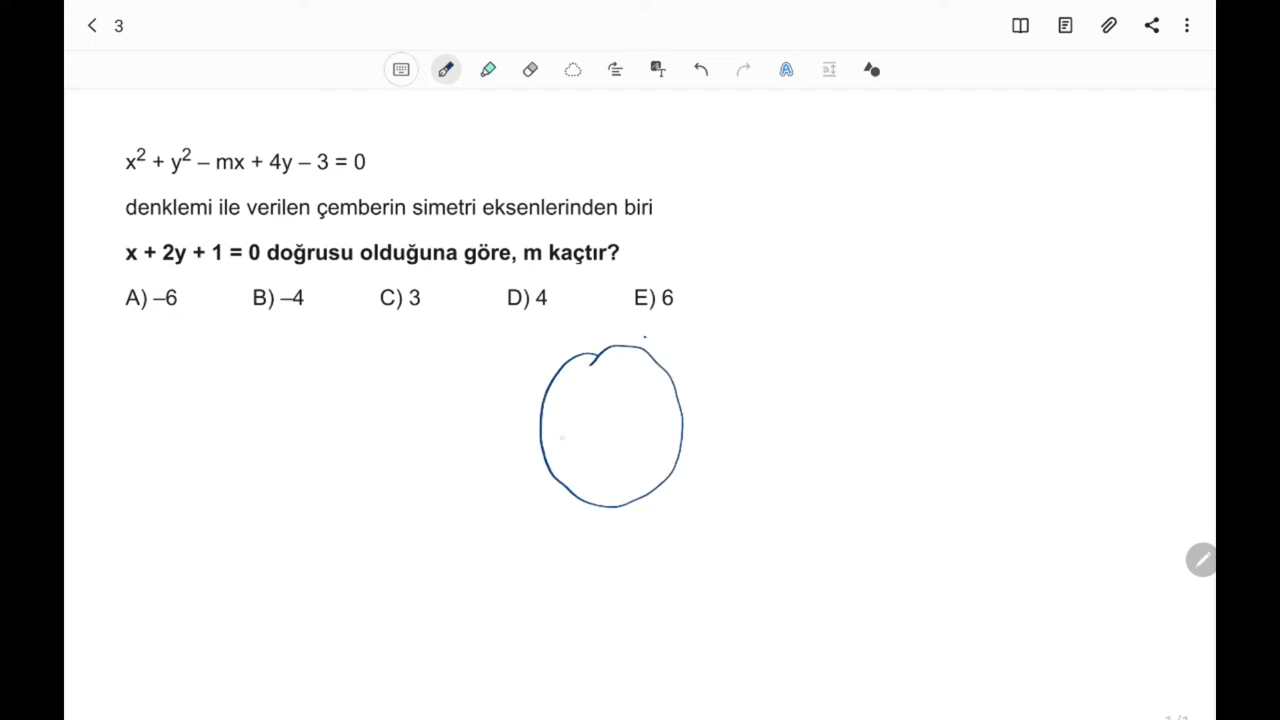 3
x² + y² – mx + 4y – 3 = 0
denklemi ile verilen çemberin simetri eksenlerinden biri
x + 2y + 1 = 0 doğrusu olduğuna göre, m kaçtır?
A) –6 B) –4 C) 3 D) 4 E) 6